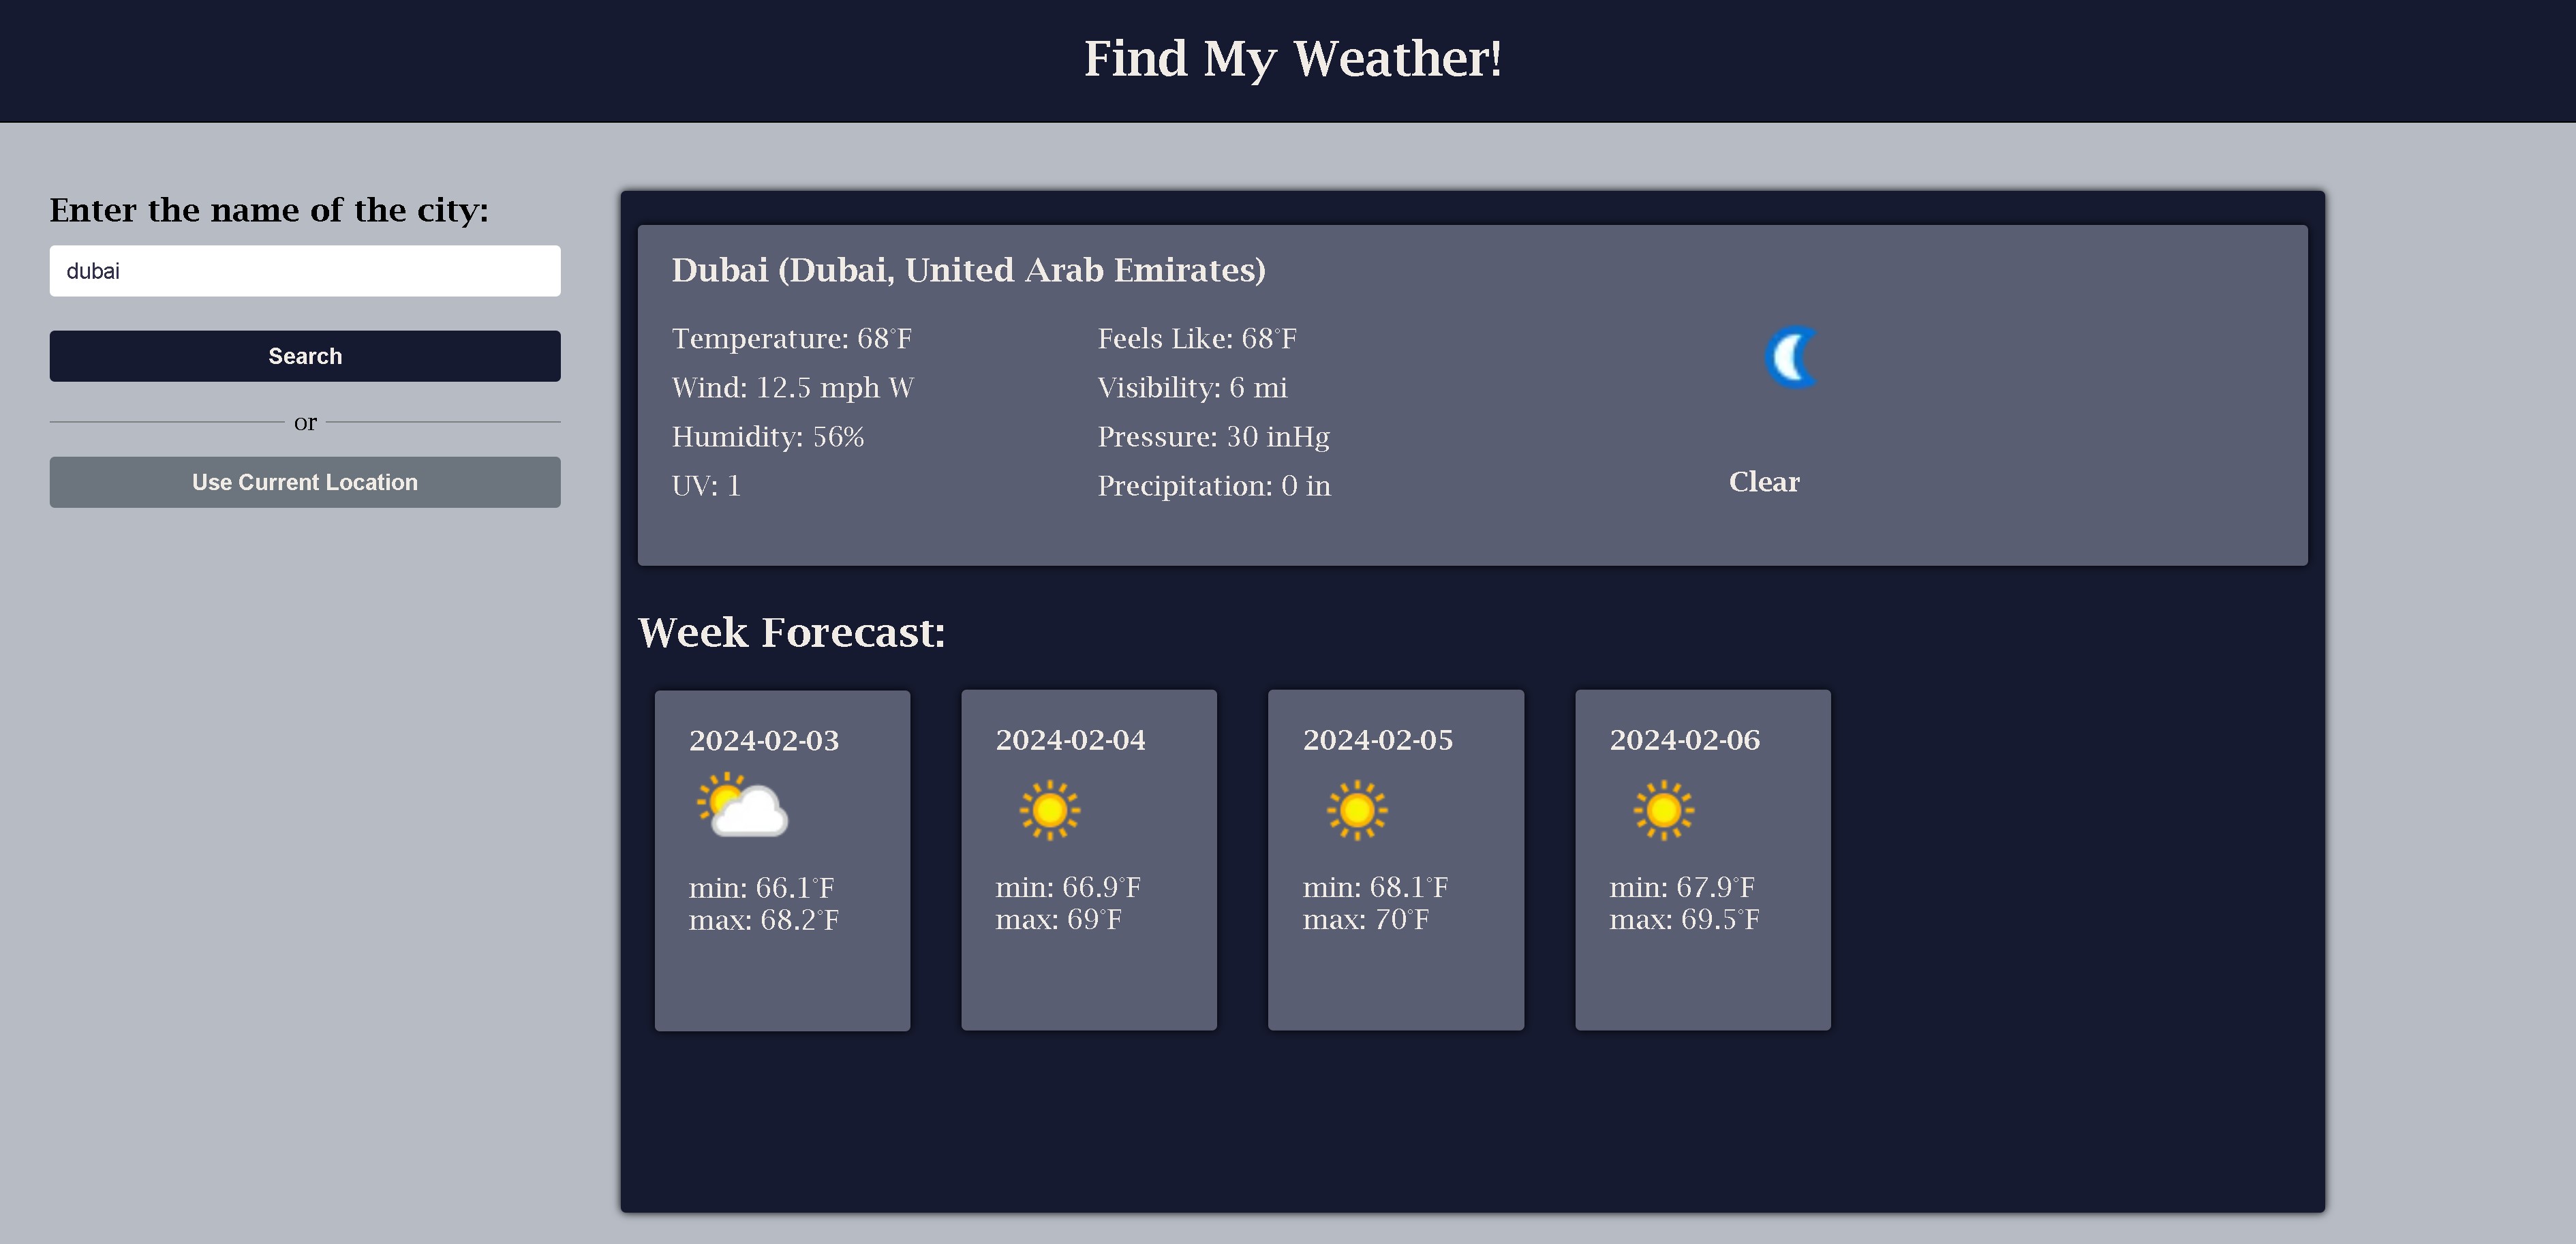 Find My Weather!
Enter the name of the city:
dubai
Search
or
Use Current Location
Dubai (Dubai, United Arab Emirates)
Temperature: 68°F
Wind: 12.5 mph W
Humidity: 56%
UV: 1
Feels Like: 68°F
Visibility: 6 mi
Pressure: 30 inHg
Precipitation: 0 in
Clear
Week Forecast:
2024-02-03
min: 66.1°F
max: 68.2°F
2024-02-04
min: 66.9°F
max: 69°F
2024-02-05
min: 68.1°F
max: 70°F
2024-02-06
min: 67.9°F
max: 69.5°F